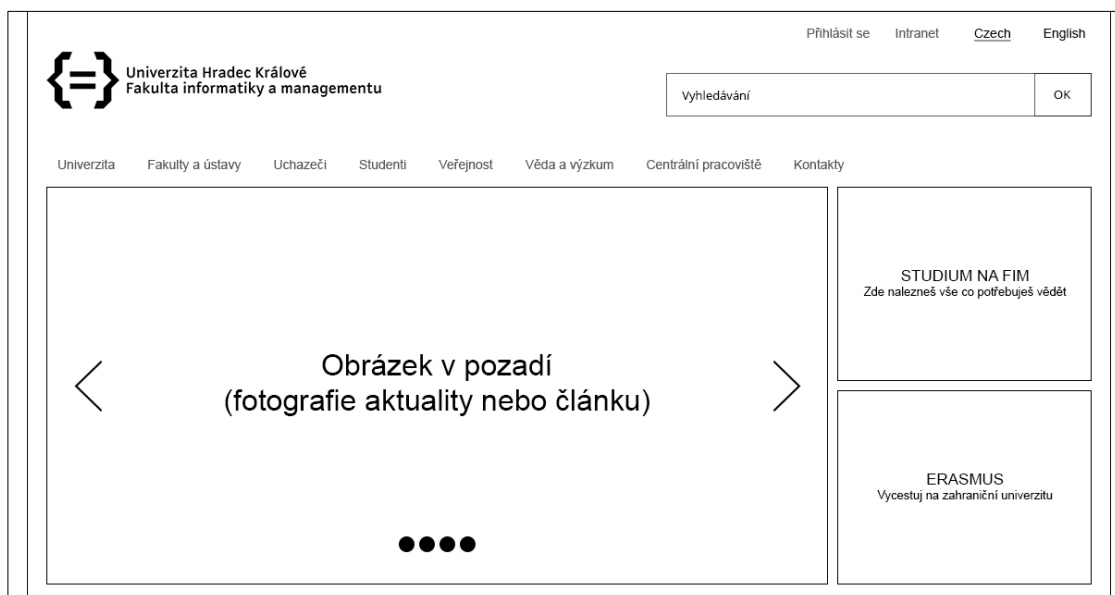 Přihlásit se Intranet Czech English
{=} Univerzita Hradec Králové
Fakulta informatiky a managementu
Vyhledávání OK
Univerzita Fakulty a ústavy Uchazeči Studenti Veřejnost Věda a výzkum Centrální pracoviště Kontakty
Obrázek v pozadí
(fotografie aktuality nebo článku)
STUDIUM NA FIM
Zde nalezneš vše co potřebuješ vědět
ERASMUS
Vycestuj na zahraniční univerzitu